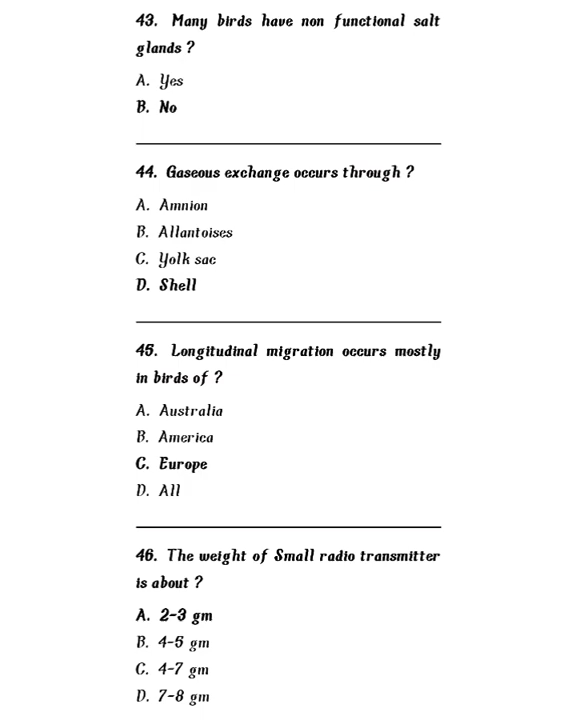 43. Many birds have non functional salt
glands ?
A. Yes
B. No
44. Gaseous exchange occurs through ?
A. Amnion
B. Allantoises
C. Yolk sac
D. Shell
45. Longitudinal migration occurs mostly
in birds of ?
A. Australia
B. America
C. Europe
D. All
46. The weight of Small radio transmitter
is about ?
A. 2-3 gm
B. 4-5 gm
C. 4-7 gm
D. 7-8 gm